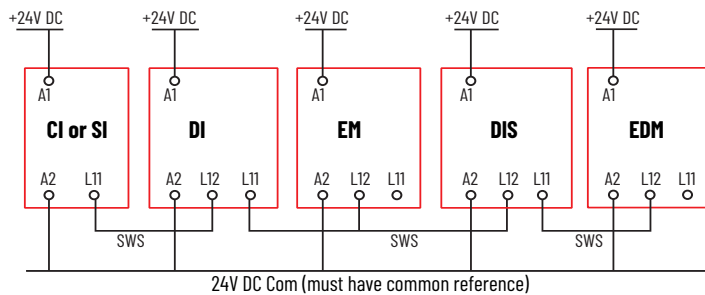 +24V DC +24V DC +24V DC +24V DC +24V DC
A1 A1 A1 A1 A1
CI or SI DI EM DIS EDM
A2 L11 A2 L12 L11 A2 L12 L11 A2 L12 L11 A2 L12 L11
SWS SWS SWS
24V DC Com (must have common reference)